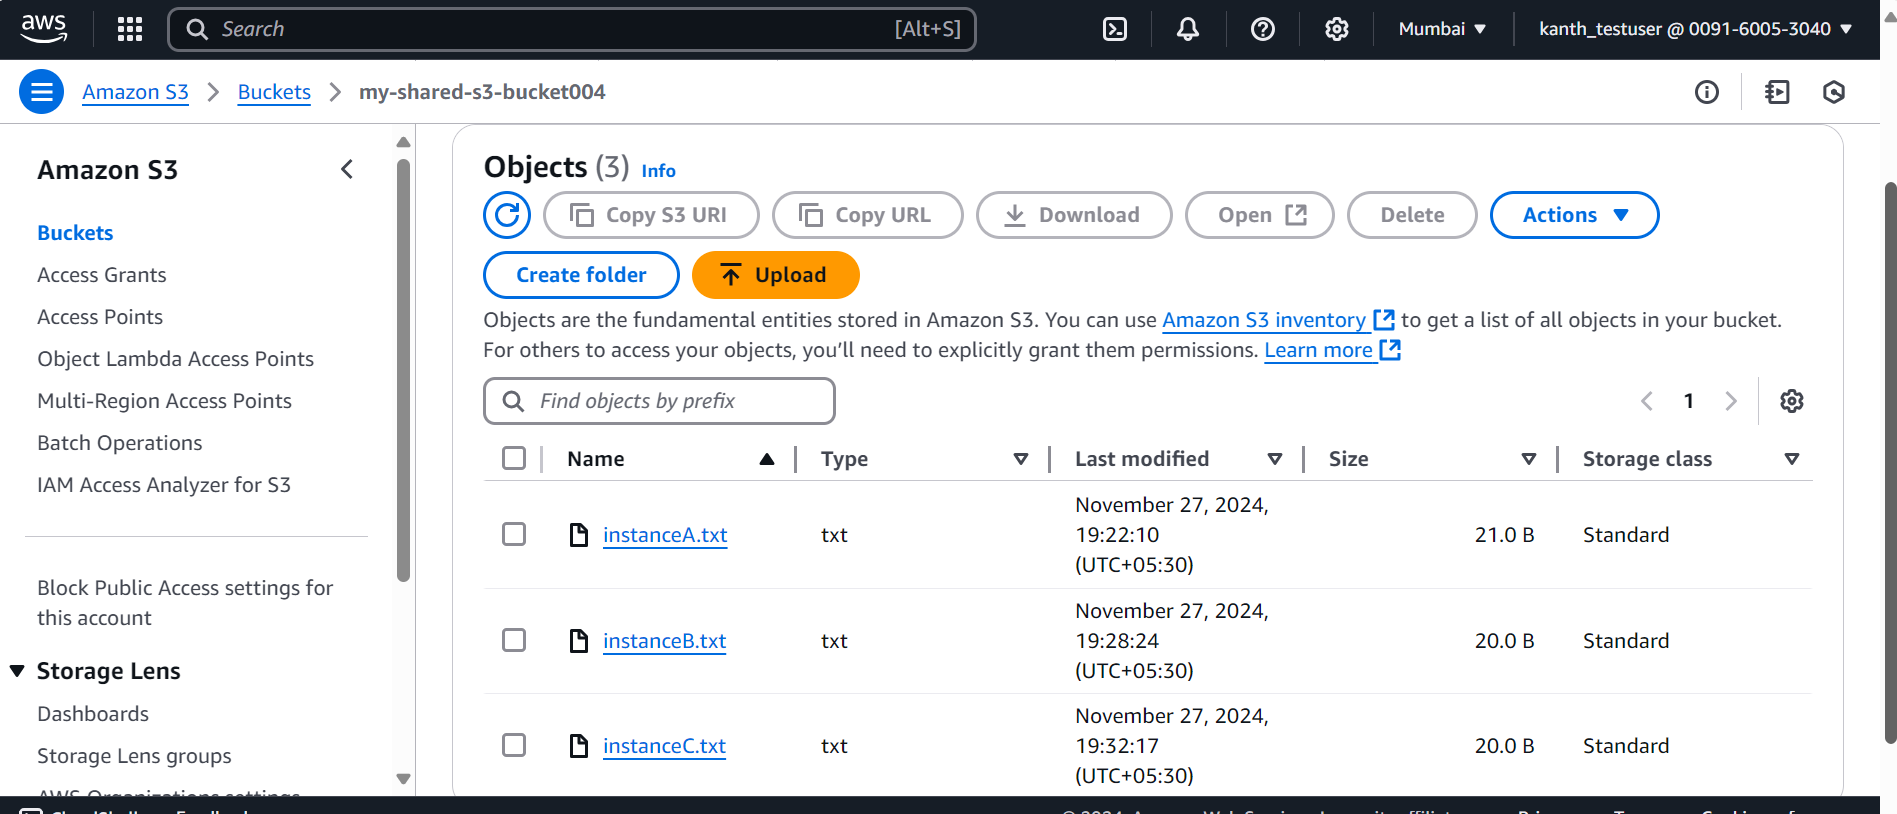 aws
Search [Alt+S]
Mumbai ▼
kanth_testuser @ 0091-6005-3040 ▼
Amazon S3 > Buckets > my-shared-s3-bucket004
Amazon S3
Buckets
Access Grants
Access Points
Object Lambda Access Points
Multi-Region Access Points
Batch Operations
IAM Access Analyzer for S3
Block Public Access settings for
this account
Storage Lens
Dashboards
Storage Lens groups
AWS Organizations settings
Objects (3) Info
Copy S3 URI Copy URL Download Open Delete Actions
Create folder Upload
Objects are the fundamental entities stored in Amazon S3. You can use Amazon S3 inventory to get a list of all objects in your bucket.
For others to access your objects, you’ll need to explicitly grant them permissions. Learn more
Find objects by prefix
1
Name Type Last modified Size Storage class
instanceA.txt txt November 27, 2024, 19:22:10 (UTC+05:30) 21.0 B Standard
instanceB.txt txt November 27, 2024, 19:28:24 (UTC+05:30) 20.0 B Standard
instanceC.txt txt November 27, 2024, 19:32:17 (UTC+05:30) 20.0 B Standard